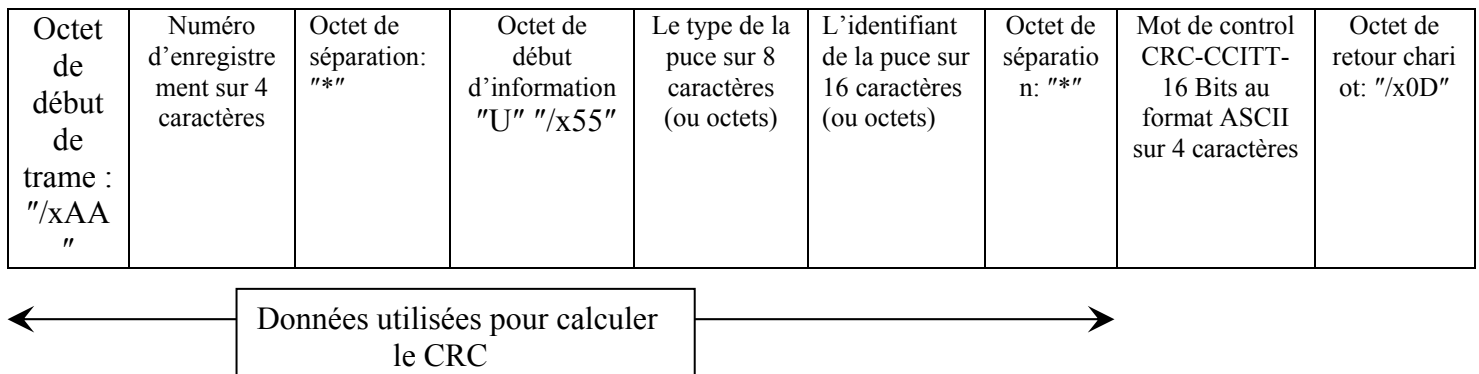 Octet
de
début
de
trame :
"/xAA
"
Numéro
d'enregistre
ment sur 4
caractères
Octet de
séparation:
"*"
Octet de
début
d'information
"U" "/x55"
Le type de la
puce sur 8
caractères
(ou octets)
L'identifiant
de la puce sur
16 caractères
(ou octets)
Octet de
séparatio
n: "*"
Mot de control
CRC-CCITT-
16 Bits au
format ASCII
sur 4 caractères
Octet de
retour chari
ot: "/x0D"
Données utilisées pour calculer
le CRC